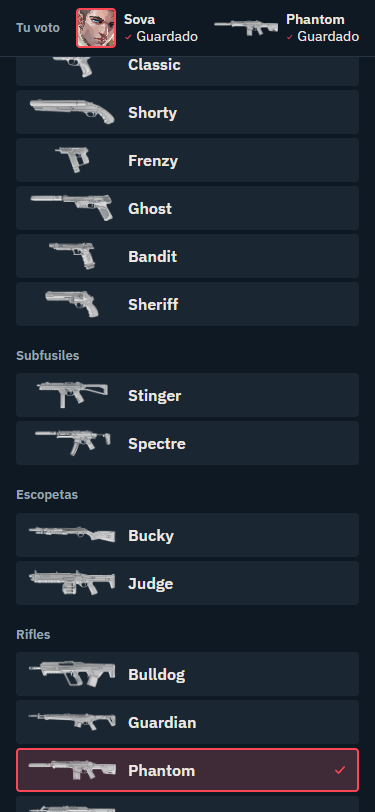 Tu voto
Sova
✓ Guardado
Phantom
✓ Guardado
Classic
Shorty
Frenzy
Ghost
Bandit
Sheriff
Subfusiles
Stinger
Spectre
Escopetas
Bucky
Judge
Rifles
Bulldog
Guardian
Phantom ✓